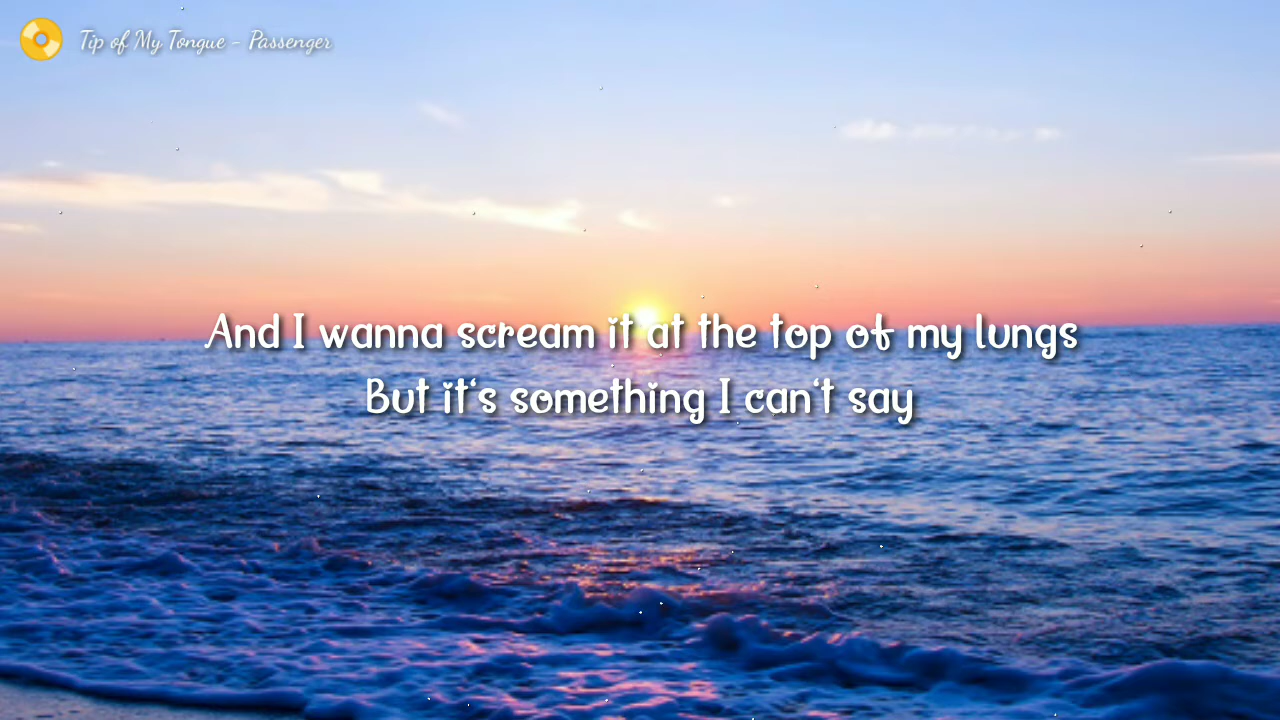 Tip of My Tongue - Passenger
And I wanna scream it at the top of my lungs
But it's something I can't say